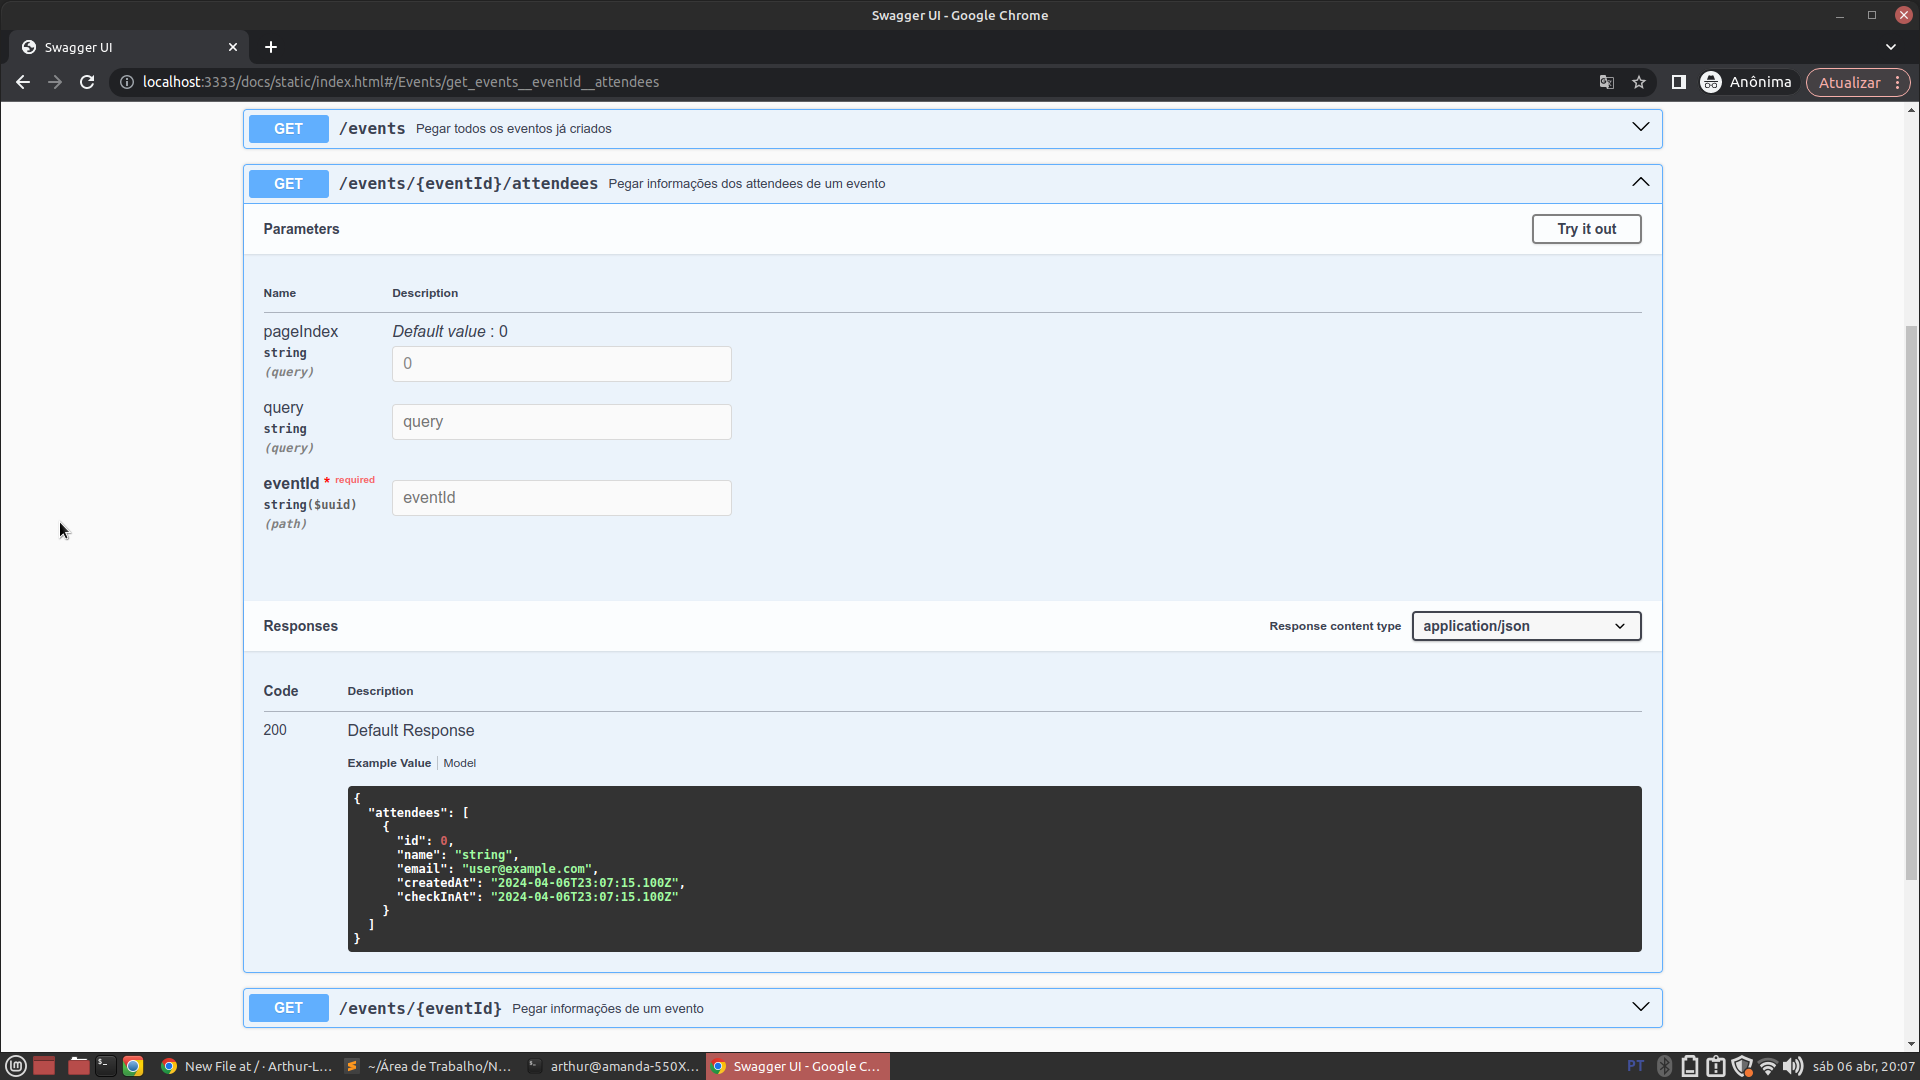 Swagger UI - Google Chrome
Swagger UI
localhost:3333/docs/static/index.html#/Events/get_events__eventId__attendees
Anônima
Atualizar
GET /events Pegar todos os eventos já criados
GET /events/{eventId}/attendees Pegar informações dos attendees de um evento
Parameters
Try it out
Name Description
pageIndex
string
(query)
Default value : 0
0
query
string
(query)
query
eventId * required
string($uuid)
(path)
eventId
Responses
Response content type
application/json
Code Description
200 Default Response
Example Value Model
{
"attendees": [
{
"id": 0,
"name": "string",
"email": "user@example.com",
"createdAt": "2024-04-06T23:07:15.100Z",
"checkInAt": "2024-04-06T23:07:15.100Z"
}
]
}
GET /events/{eventId} Pegar informações de um evento
New File at / · Arthur-L...
~/Área de Trabalho/N...
arthur@amanda-550X...
Swagger UI - Google C...
PT
sáb 06 abr, 20:07